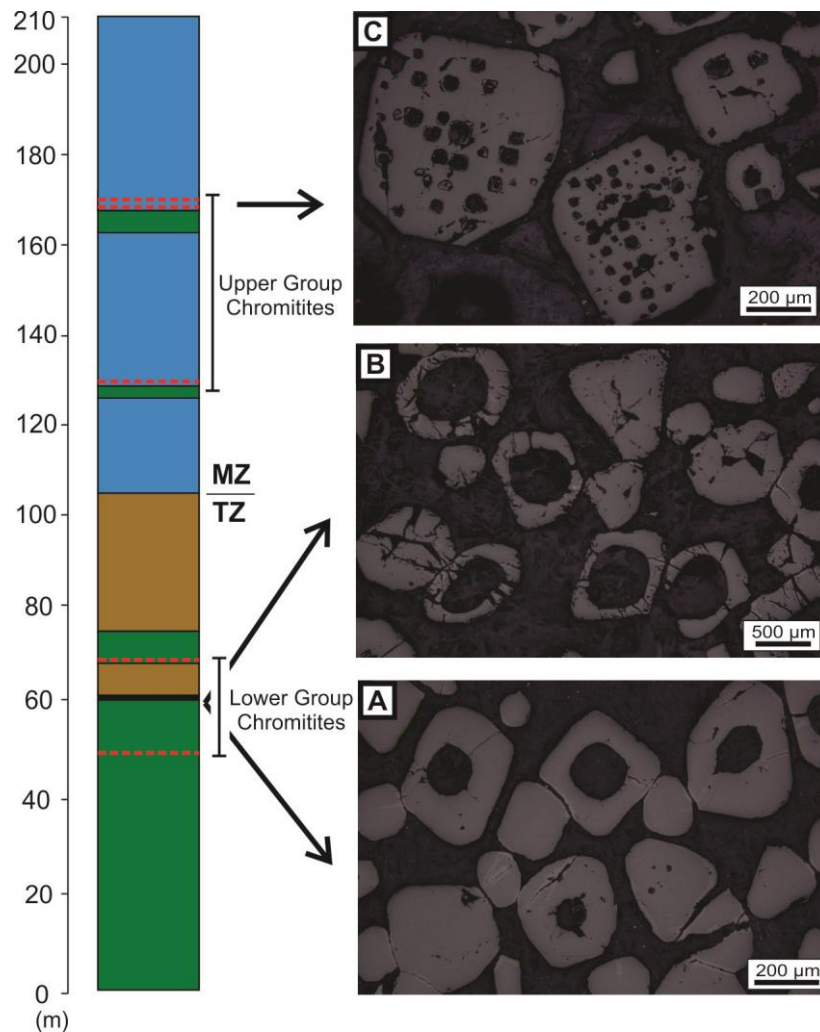 210
200
180
160
140
120
100
80
60
40
20
0
(m)
Upper Group
Chromitites
MZ
TZ
Lower Group
Chromitites
C
200 µm
B
500 µm
A
200 µm